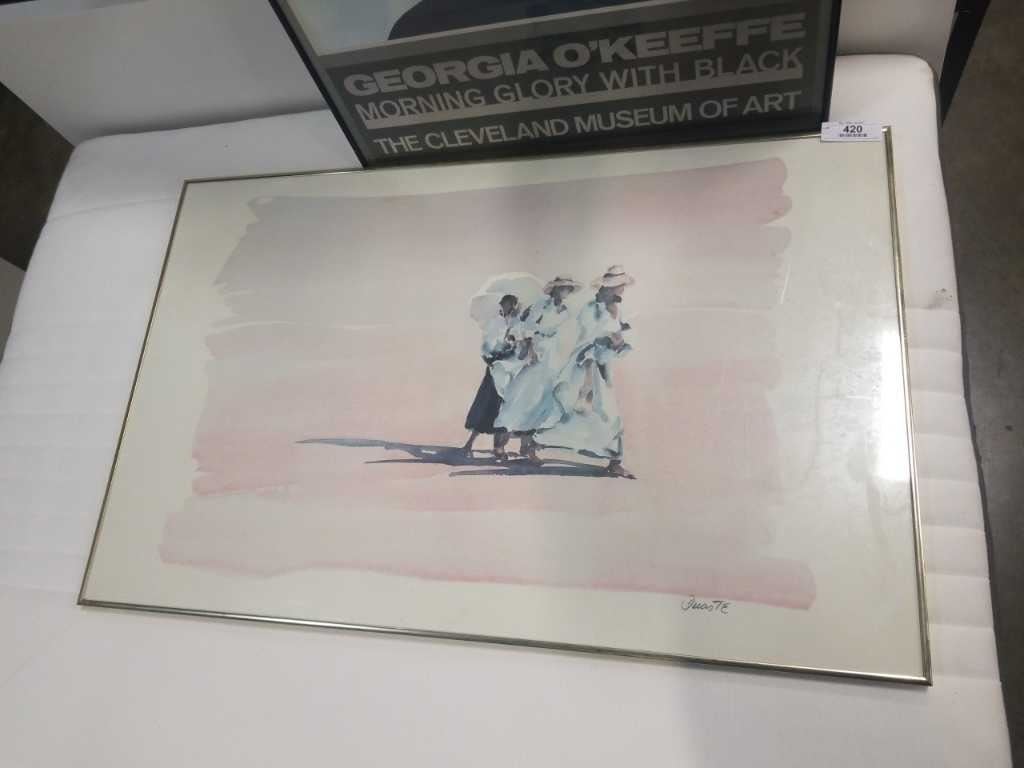 GEORGIA O'KEEFFE
MORNING GLORY WITH BLACK
THE CLEVELAND MUSEUM OF ART
420